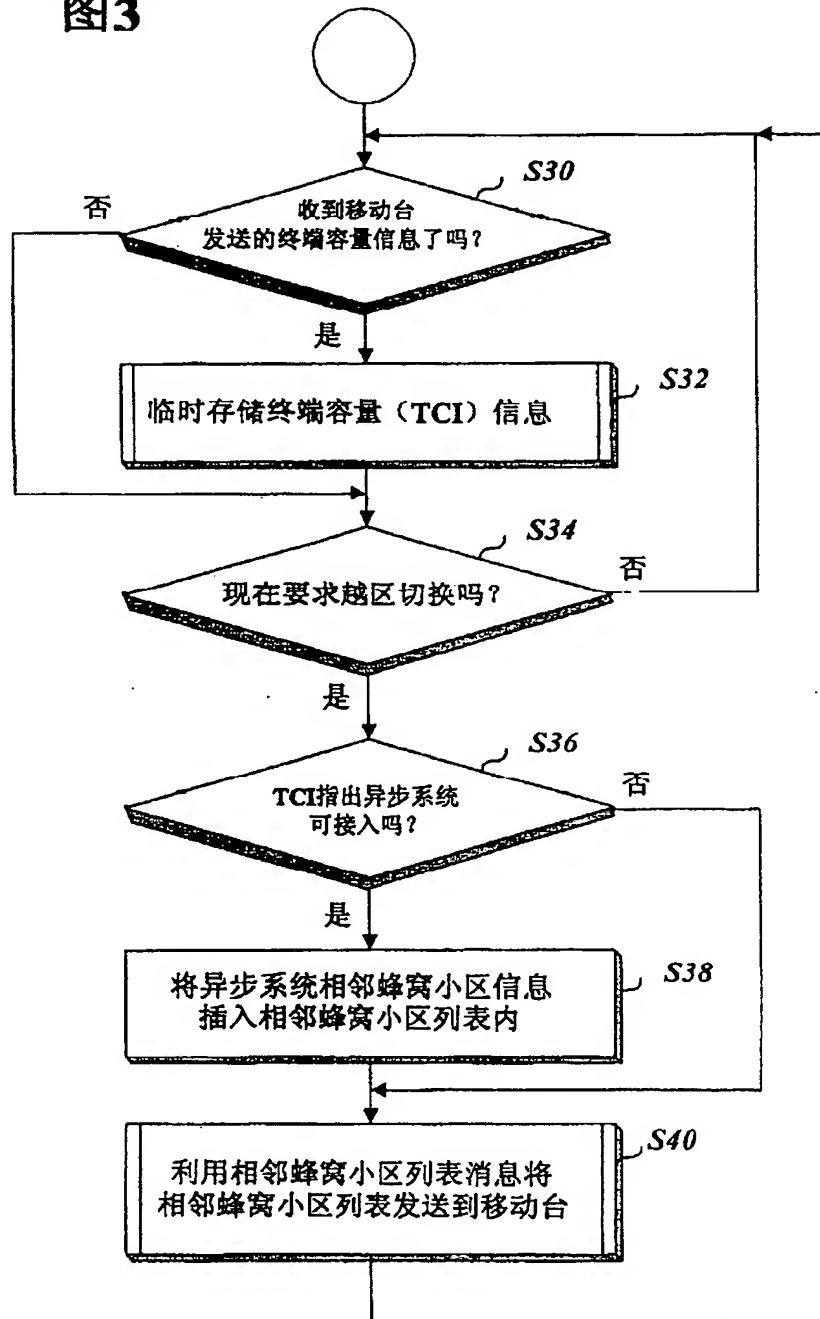 图3
S30
否
收到移动台
发送的终端容量信息了吗？
是
S32
临时存储终端容量（TCI）信息
S34
否
现在要求越区切换吗？
是
S36
否
TCI指出异步系统
可接入吗？
是
S38
将异步系统相邻蜂窝小区信息
插入相邻蜂窝小区列表内
S40
利用相邻蜂窝小区列表消息将
相邻蜂窝小区列表发送到移动台